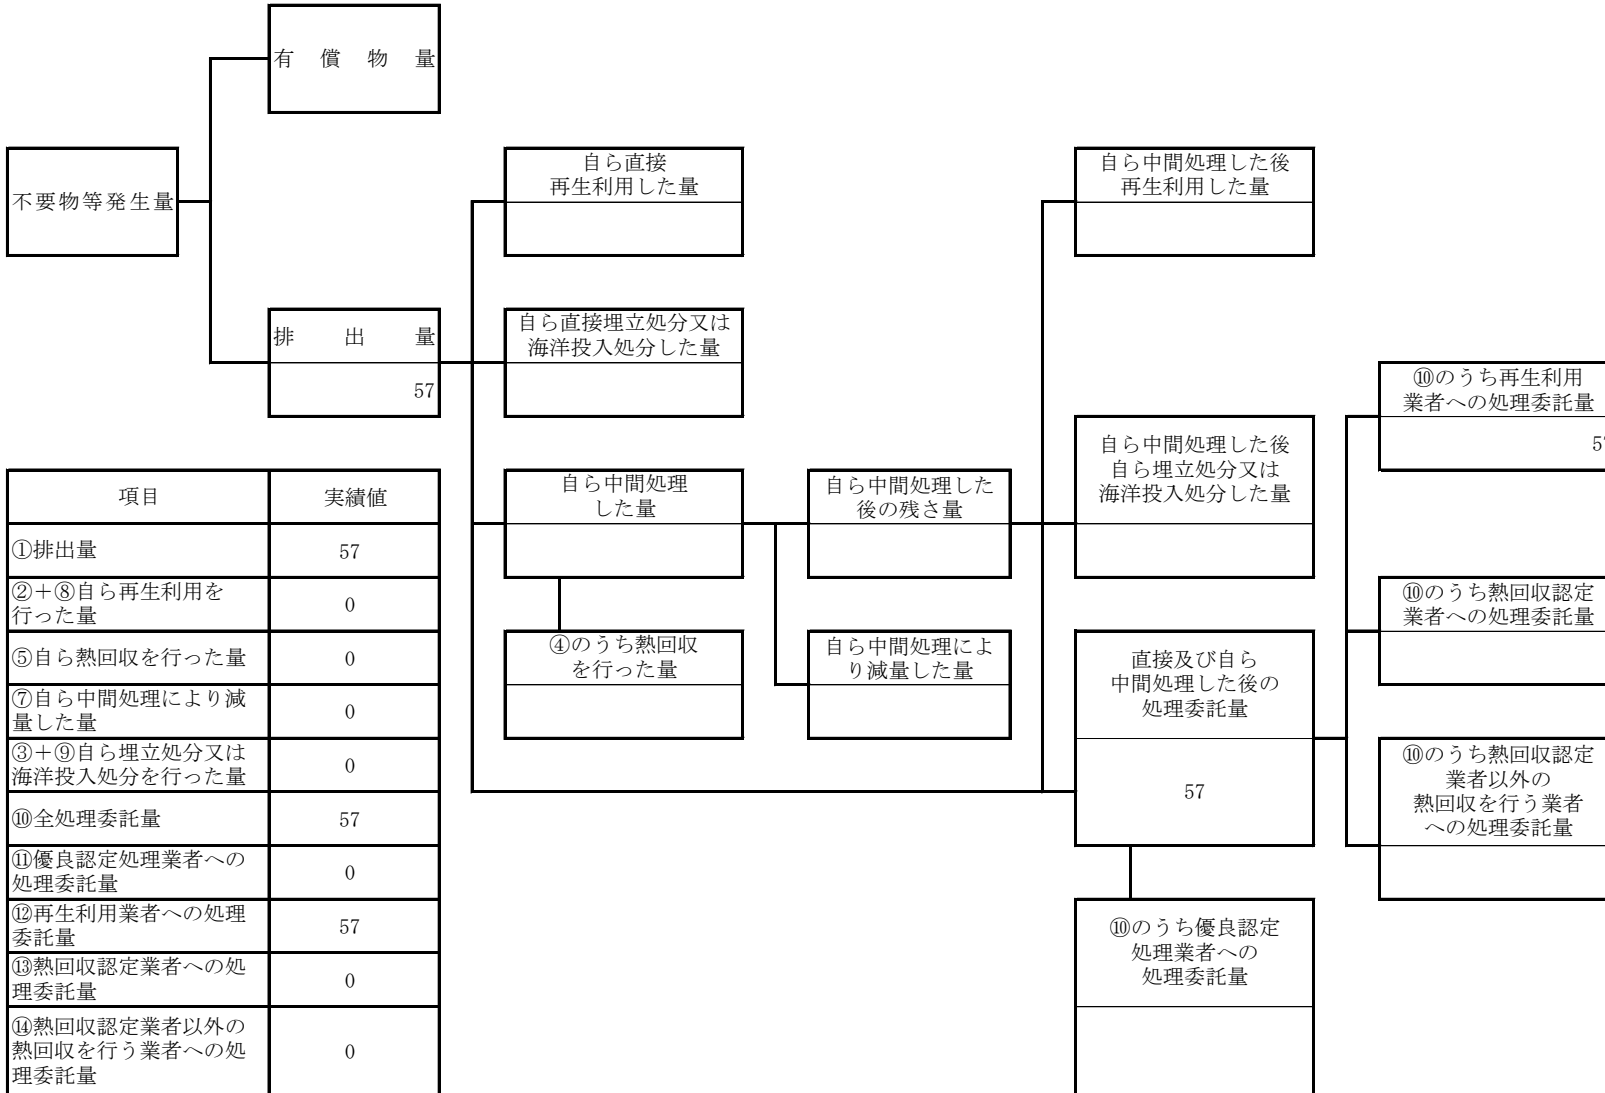 有償物量
不要物等発生量
自ら直接
再生利用した量
自ら中間処理した後
再生利用した量
排出量
57
自ら直接埋立処分又は
海洋投入処分した量
⑩のうち再生利用
業者への処理委託量
57
自ら中間処理した後
自ら埋立処分又は
海洋投入処分した量
自ら中間処理
した量
自ら中間処理した
後の残さ量
⑩のうち熱回収認定
業者への処理委託量
④のうち熱回収
を行った量
自ら中間処理によ
り減量した量
直接及び自ら
中間処理した後の
処理委託量
57
⑩のうち熱回収認定
業者以外の
熱回収を行う業者
への処理委託量
⑩のうち優良認定
処理業者への
処理委託量
項目 実績値
①排出量 57
②+⑧自ら再生利用を
行った量 0
⑤自ら熱回収を行った量 0
⑦自ら中間処理により減
量した量 0
③+⑨自ら埋立処分又は
海洋投入処分を行った量 0
⑩全処理委託量 57
⑪優良認定処理業者への
処理委託量 0
⑫再生利用業者への処理
委託量 57
⑬熱回収認定業者への処
理委託量 0
⑭熱回収認定業者以外の
熱回収を行う業者への処
理委託量 0